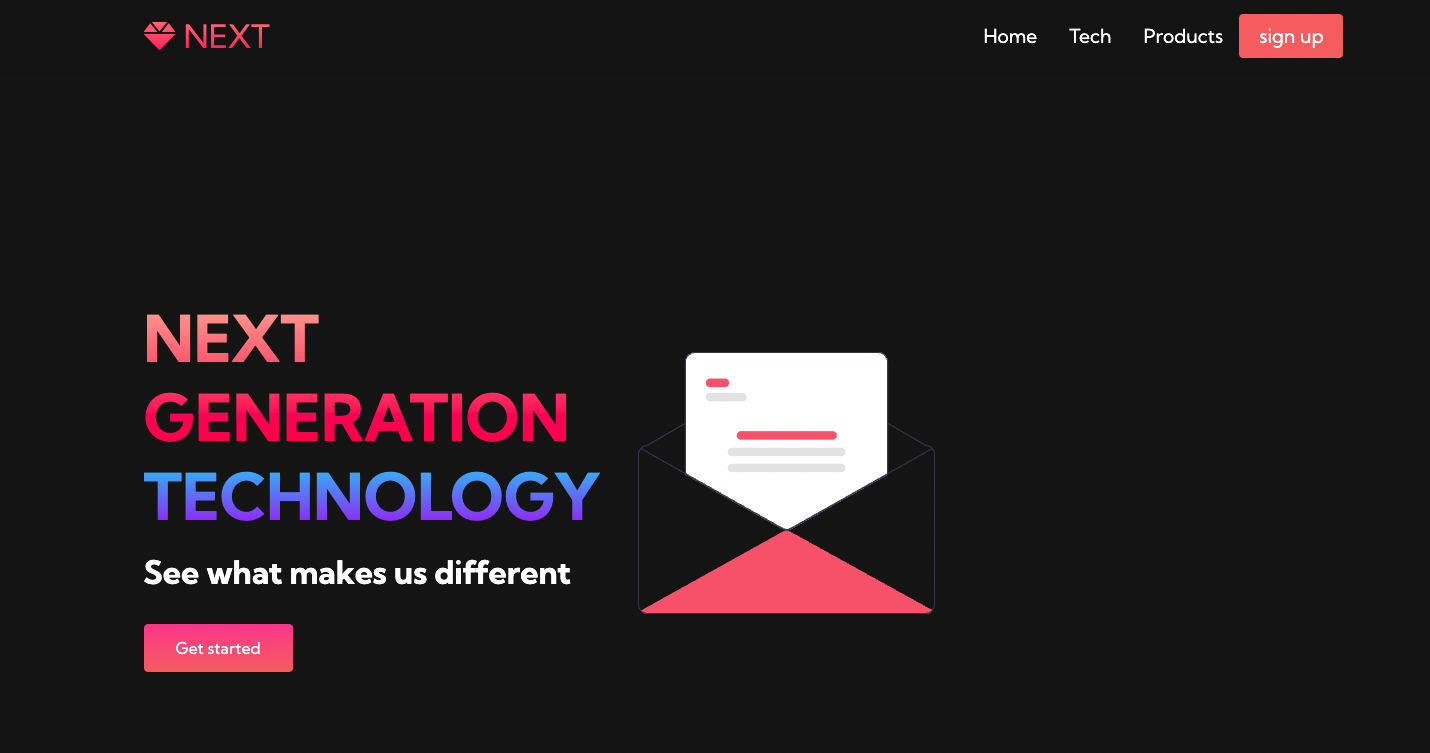 NEXT
Home
Tech
Products
sign up
NEXT
GENERATION
TECHNOLOGY
See what makes us different
Get started